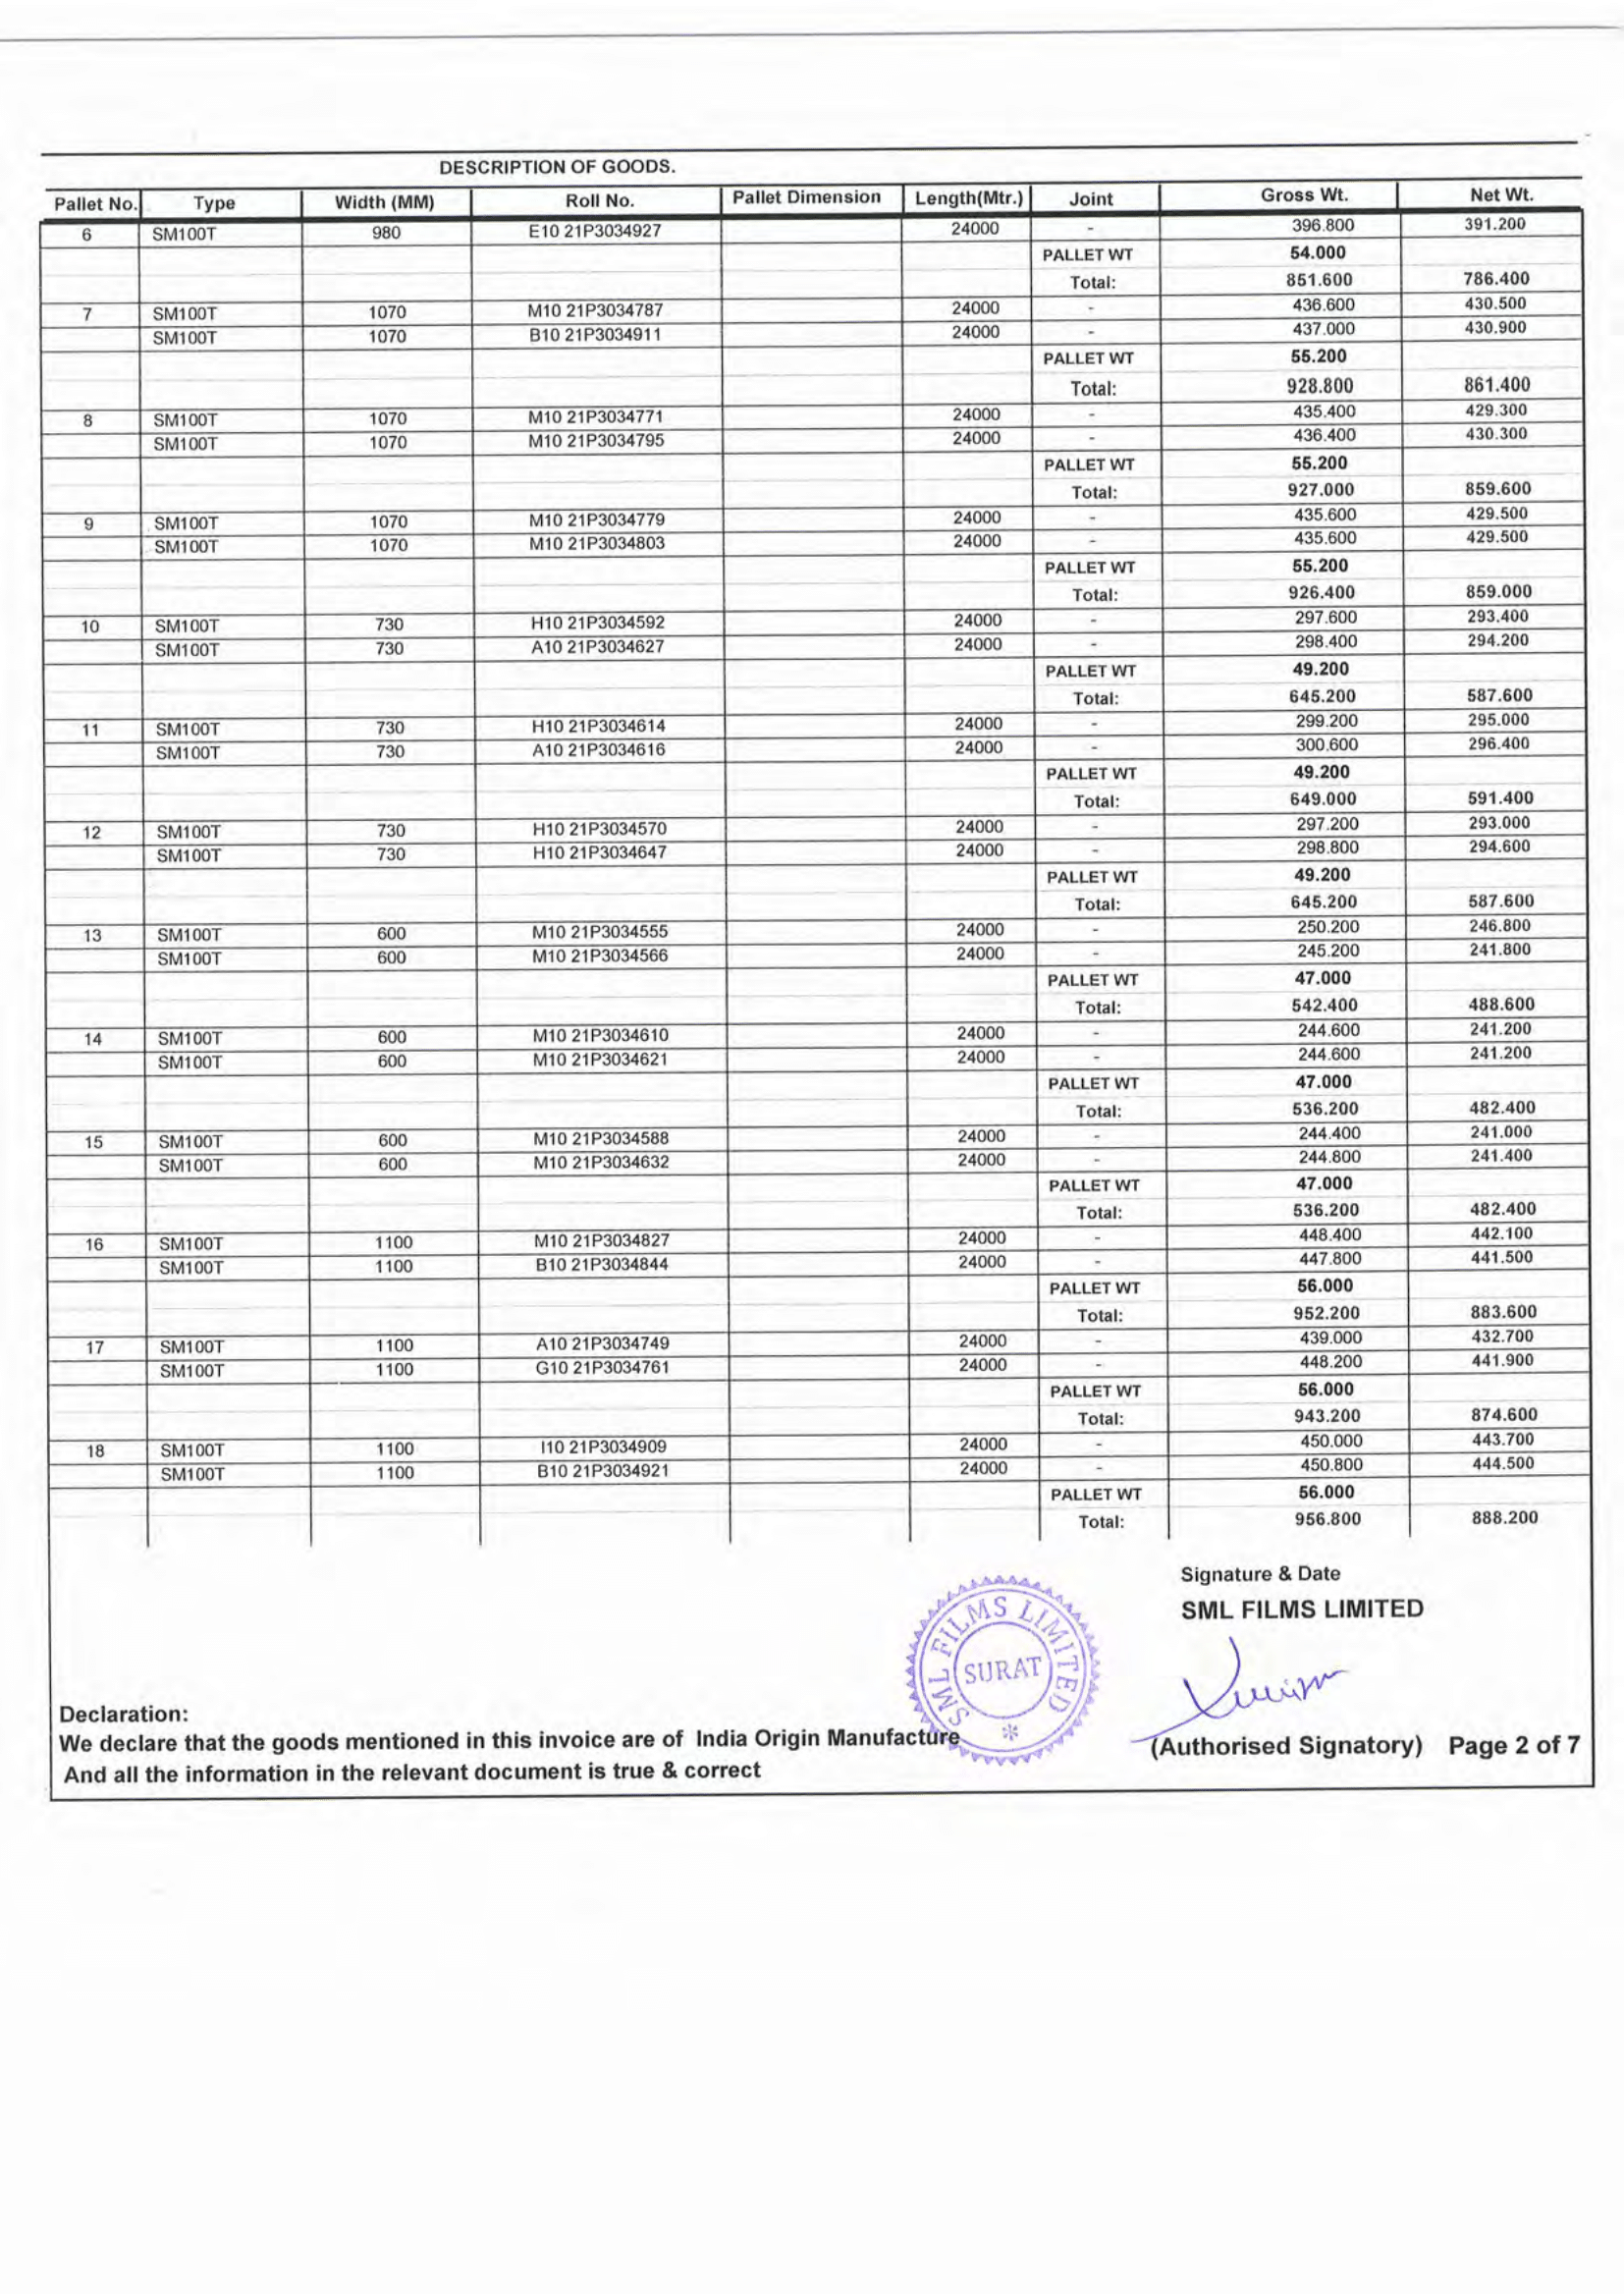 DESCRIPTION OF GOODS.
Pallet No. Type Width (MM) Roll No. Pallet Dimension Length(Mtr.) Joint Gross Wt. Net Wt.
6 SM100T 980 E10 21P3034927 24000 - 396.800 391.200
PALLET WT 54.000
Total: 851.600 786.400
7 SM100T 1070 M10 21P3034787 24000 - 436.600 430.500
SM100T 1070 B10 21P3034911 24000 - 437.000 430.900
PALLET WT 55.200
Total: 928.800 861.400
8 SM100T 1070 M10 21P3034771 24000 - 435.400 429.300
SM100T 1070 M10 21P3034795 24000 - 436.400 430.300
PALLET WT 55.200
Total: 927.000 859.600
9 SM100T 1070 M10 21P3034779 24000 - 435.600 429.500
SM100T 1070 M10 21P3034803 24000 - 435.600 429.500
PALLET WT 55.200
Total: 926.400 859.000
10 SM100T 730 H10 21P3034592 24000 - 297.600 293.400
SM100T 730 A10 21P3034627 24000 - 298.400 294.200
PALLET WT 49.200
Total: 645.200 587.600
11 SM100T 730 H10 21P3034614 24000 - 299.200 295.000
SM100T 730 A10 21P3034616 24000 - 300.600 296.400
PALLET WT 49.200
Total: 649.000 591.400
12 SM100T 730 H10 21P3034570 24000 - 297.200 293.000
SM100T 730 H10 21P3034647 24000 - 298.800 294.600
PALLET WT 49.200
Total: 645.200 587.600
13 SM100T 600 M10 21P3034555 24000 - 250.200 246.800
SM100T 600 M10 21P3034566 24000 - 245.200 241.800
PALLET WT 47.000
Total: 542.400 488.600
14 SM100T 600 M10 21P3034610 24000 - 244.600 241.200
SM100T 600 M10 21P3034621 24000 - 244.600 241.200
PALLET WT 47.000
Total: 536.200 482.400
15 SM100T 600 M10 21P3034588 24000 - 244.400 241.000
SM100T 600 M10 21P3034632 24000 - 244.800 241.400
PALLET WT 47.000
Total: 536.200 482.400
16 SM100T 1100 M10 21P3034827 24000 - 448.400 442.100
SM100T 1100 B10 21P3034844 24000 - 447.800 441.500
PALLET WT 56.000
Total: 952.200 883.600
17 SM100T 1100 A10 21P3034749 24000 - 439.000 432.700
SM100T 1100 G10 21P3034761 24000 - 448.200 441.900
PALLET WT 56.000
Total: 943.200 874.600
18 SM100T 1100 I10 21P3034909 24000 - 450.000 443.700
SM100T 1100 B10 21P3034921 24000 - 450.800 444.500
PALLET WT 56.000
Total: 956.800 888.200
Signature & Date
SML FILMS LIMITED
SML FILMS LIMITED
SURAT
Declaration:
We declare that the goods mentioned in this invoice are of India Origin Manufacture
(Authorised Signatory) Page 2 of 7
And all the information in the relevant document is true & correct